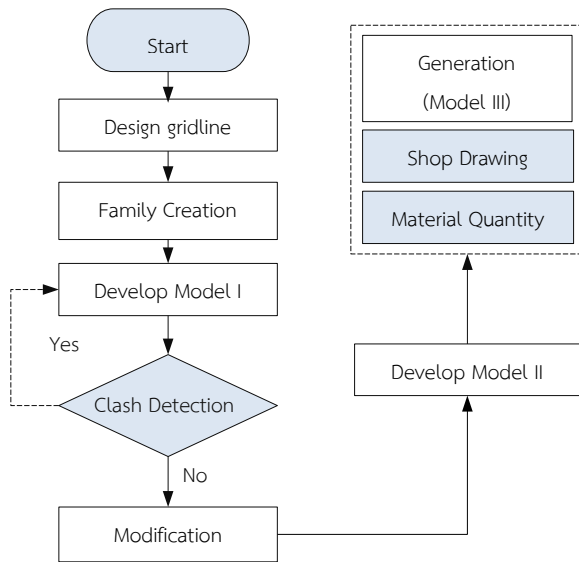 Start
Design gridline
Family Creation
Develop Model I
Yes
Clash Detection
No
Modification
Generation
(Model III)
Shop Drawing
Material Quantity
Develop Model II